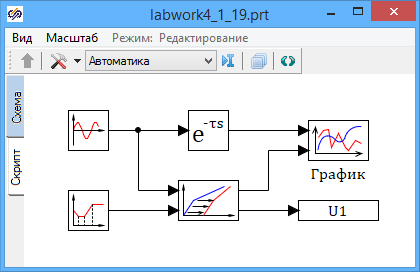 labwork4_1_19.prt
Вид Масштаб Режим: Редактирование
Автоматика
Схема
Скрипт
e^-τs
График
U1